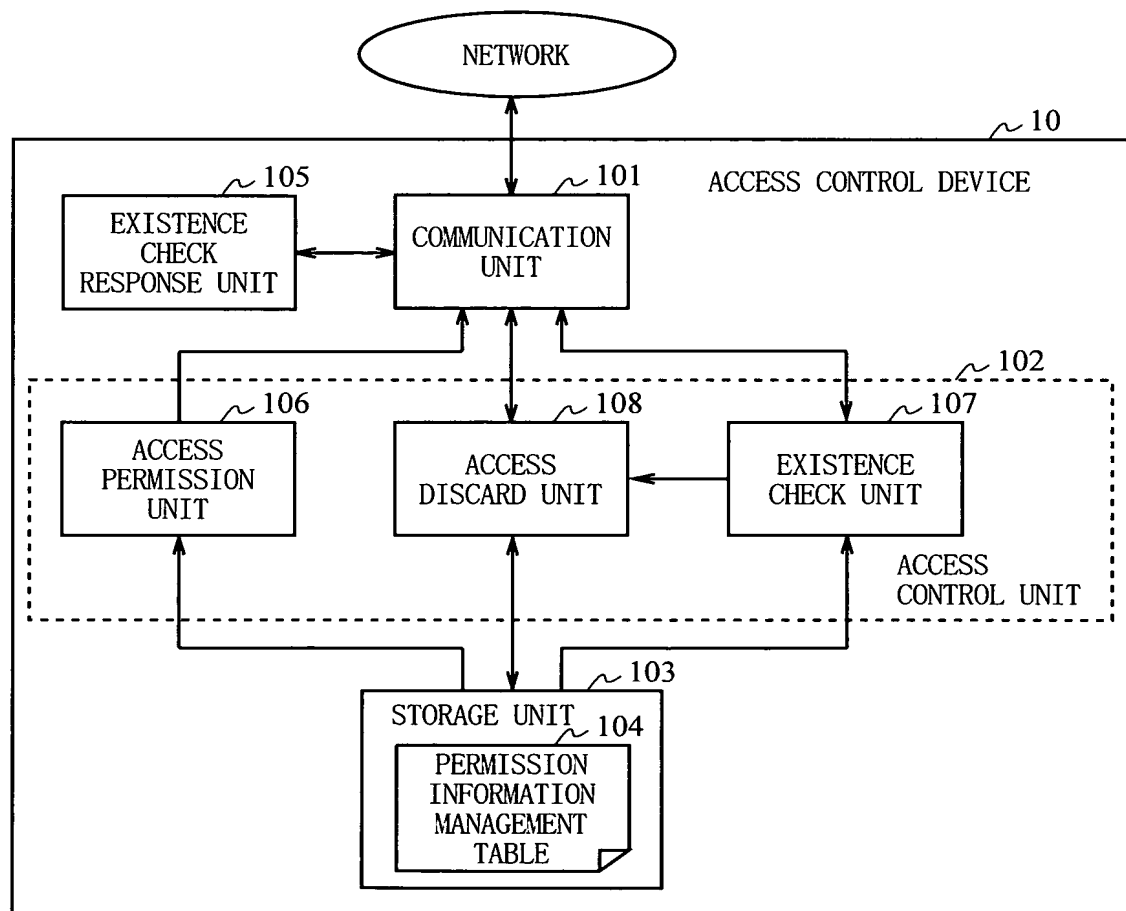 NETWORK
10
ACCESS CONTROL DEVICE
105
101
EXISTENCE
CHECK
RESPONSE UNIT
COMMUNICATION
UNIT
102
106
108
107
ACCESS
PERMISSION
UNIT
ACCESS
DISCARD UNIT
EXISTENCE
CHECK UNIT
ACCESS
CONTROL UNIT
103
STORAGE UNIT
104
PERMISSION
INFORMATION
MANAGEMENT
TABLE